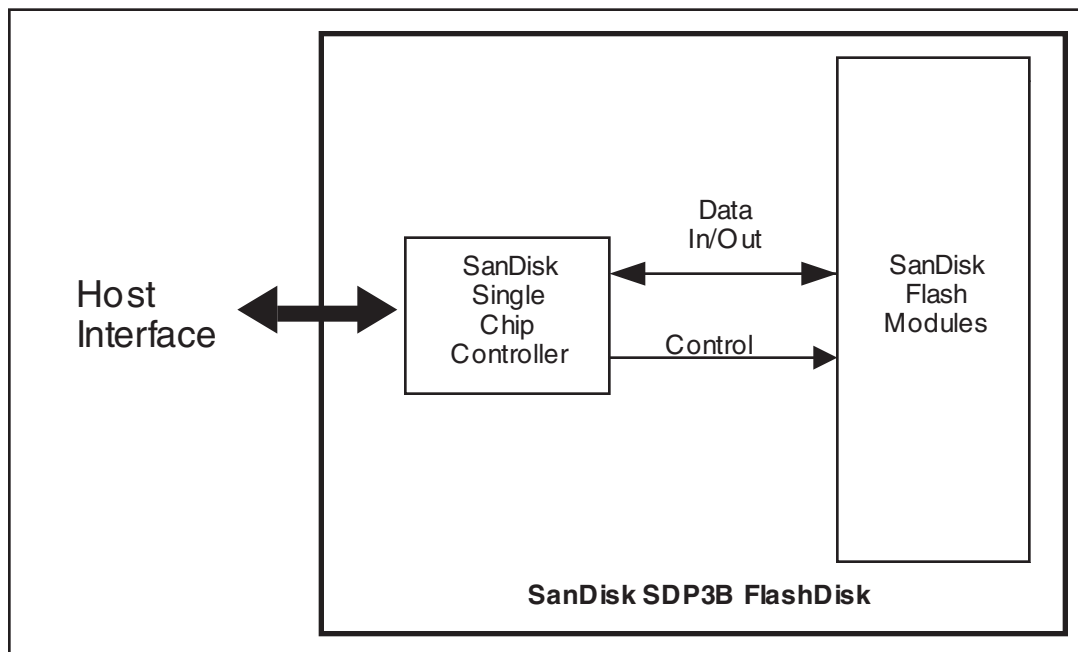 Host
Interface
SanDisk
Single
Chip
Controller
Data
In/Out
Control
SanDisk
Flash
Modules
SanDisk SDP3B FlashDisk